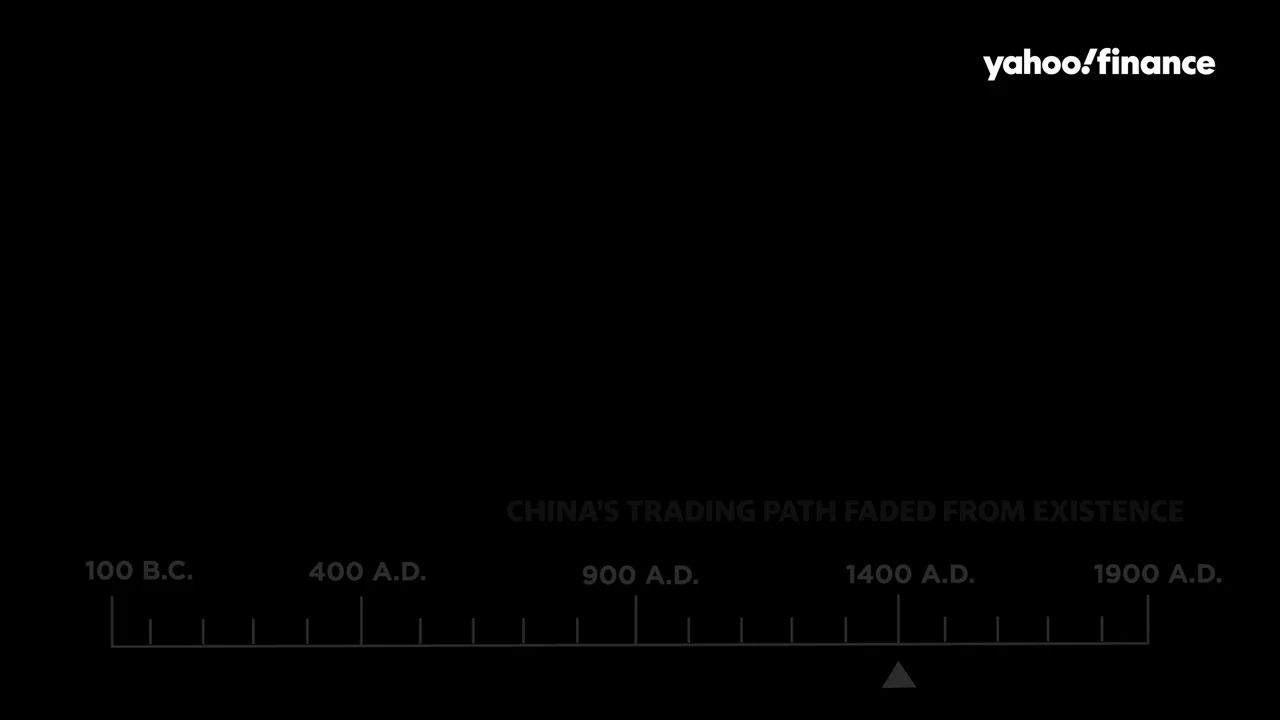 yahoo!finance
CHINA'S TRADING PATH FADED FROM EXISTENCE
100 B.C. 400 A.D. 900 A.D. 1400 A.D. 1900 A.D.